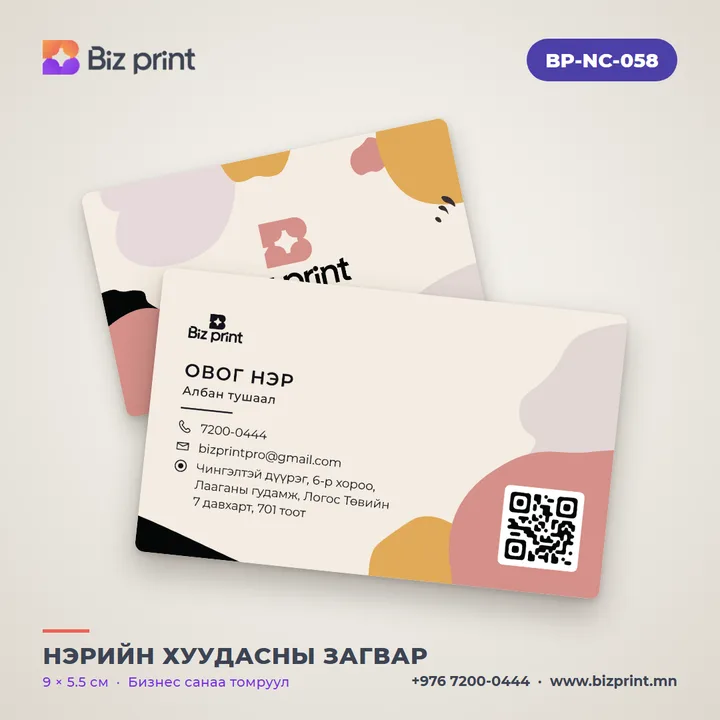 Biz print
BP-NC-058
print
Biz print
ОВОГ НЭР
Албан тушаал
7200-0444
bizprintpro@gmail.com
Чингэлтэй дүүрэг, 6-р хороо,
Лааганы гудамж, Логос Төвийн
7 давхарт, 701 тоот
НЭРИЙН ХУУДАСНЫ ЗАГВАР
9 × 5.5 см · Бизнес санаа томруул
+976 7200-0444 · www.bizprint.mn